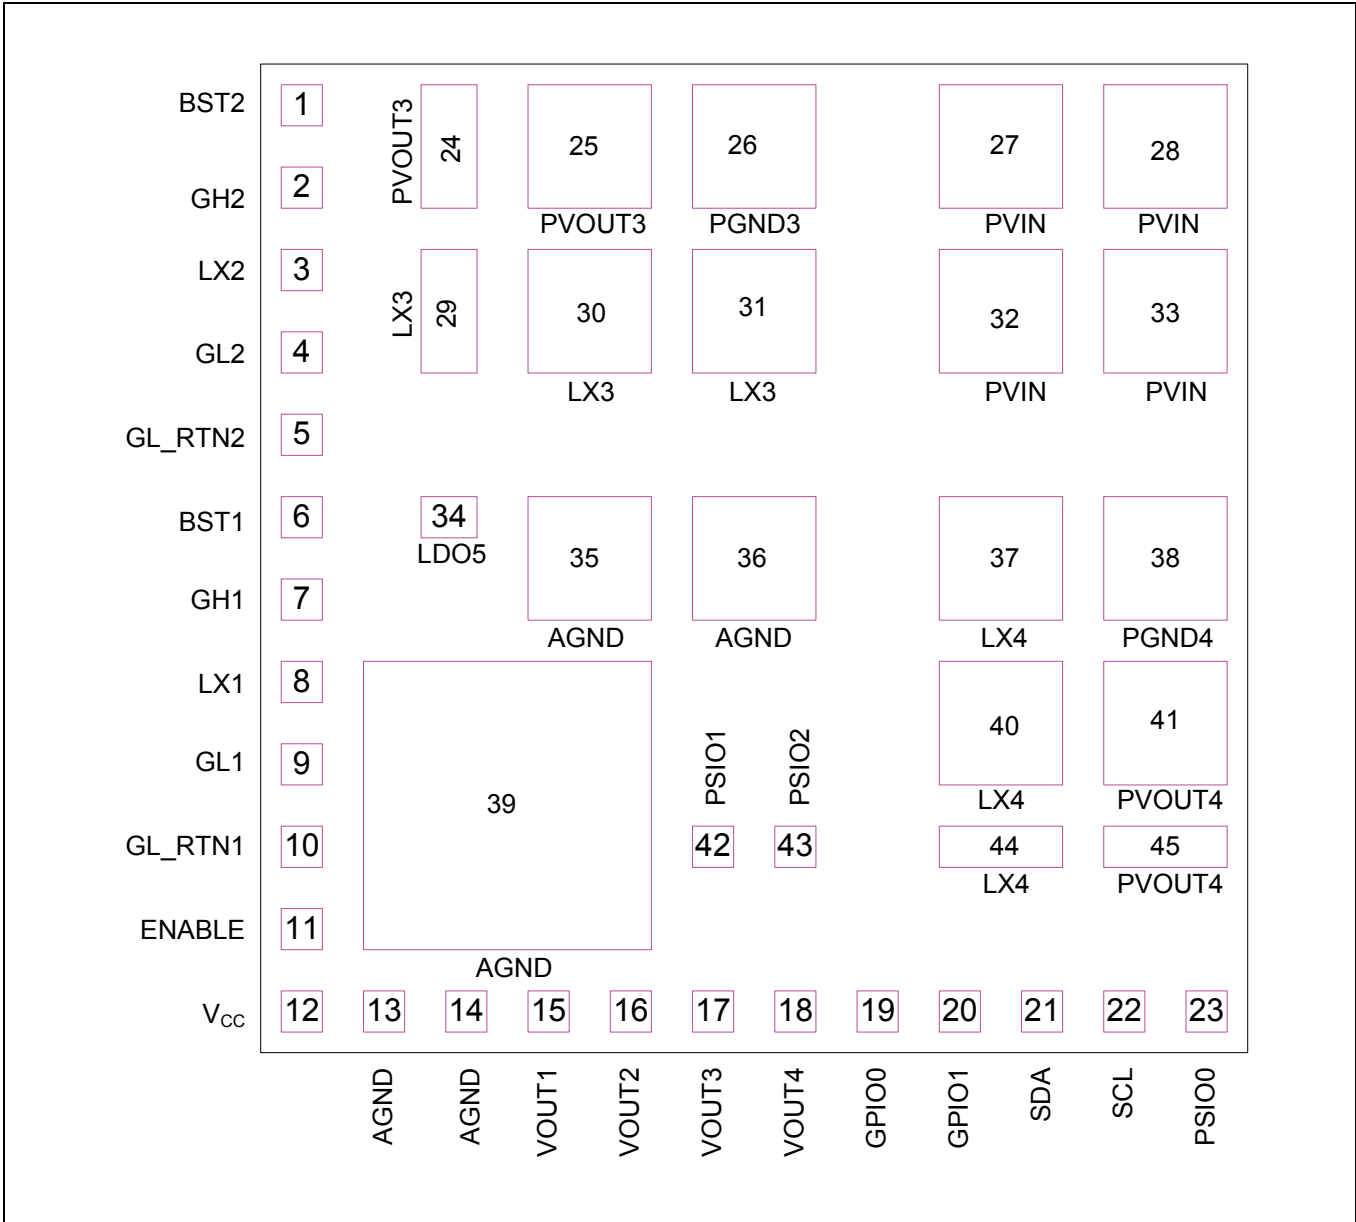 BST2
1
PVOUT3
24
25
26
27
28
GH2
2
PVOUT3
PGND3
PVIN
PVIN
LX2
3
LX3
29
30
31
32
33
GL2
4
LX3
LX3
PVIN
PVIN
GL_RTN2
5
BST1
6
34
LDO5
35
36
37
38
GH1
7
AGND
AGND
LX4
PGND4
LX1
8
39
PSIO1
PSIO2
40
41
GL1
9
LX4
PVOUT4
GL_RTN1
10
42
43
44
45
LX4
PVOUT4
ENABLE
11
AGND
VCC
12
13
14
15
16
17
18
19
20
21
22
23
AGND
AGND
VOUT1
VOUT2
VOUT3
VOUT4
GPIO0
GPIO1
SDA
SCL
PSIO0